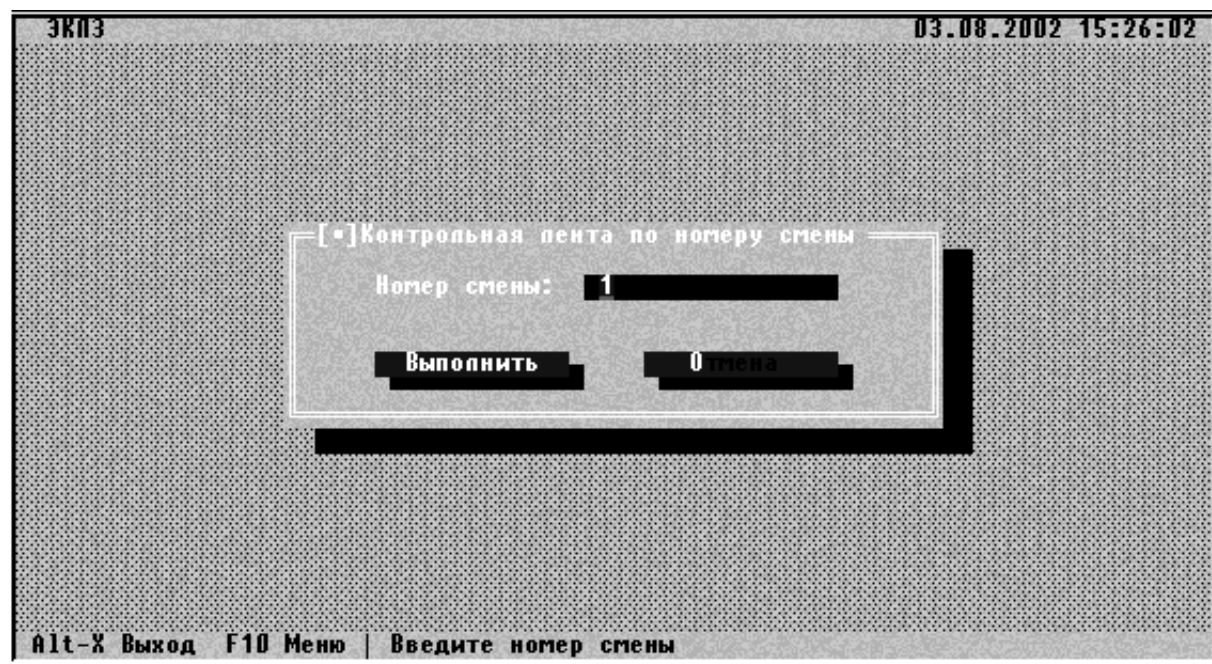 ЭКЛЗ 03.08.2002 15:26:02
[▪]Контрольная лента по номеру смены
Номер смены: 1
Выполнить Отмена
Alt-X Выход F10 Меню | Введите номер смены